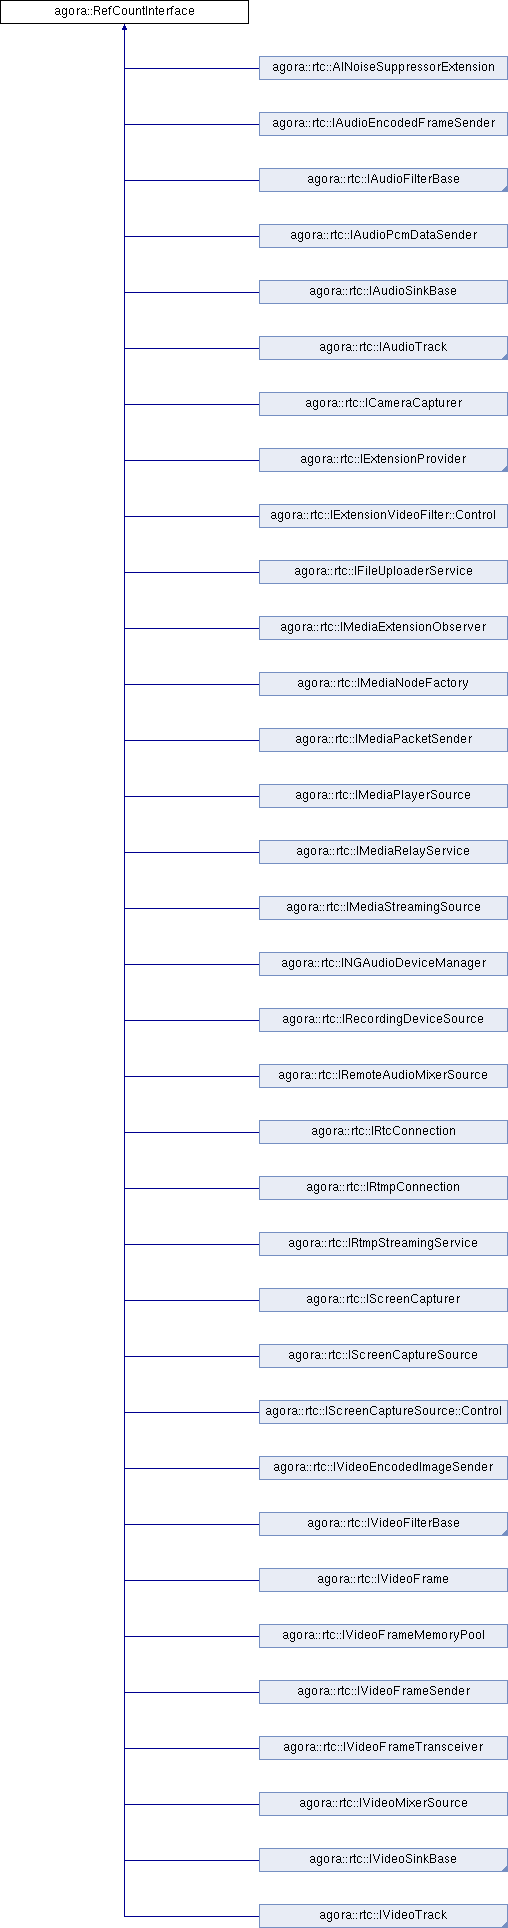 agora::RefCountInterface
agora::rtc::AINoiseSuppressorExtension
agora::rtc::IAudioEncodedFrameSender
agora::rtc::IAudioFilterBase
agora::rtc::IAudioPcmDataSender
agora::rtc::IAudioSinkBase
agora::rtc::IAudioTrack
agora::rtc::ICameraCapturer
agora::rtc::IExtensionProvider
agora::rtc::IExtensionVideoFilter::Control
agora::rtc::IFileUploaderService
agora::rtc::IMediaExtensionObserver
agora::rtc::IMediaNodeFactory
agora::rtc::IMediaPacketSender
agora::rtc::IMediaPlayerSource
agora::rtc::IMediaRelayService
agora::rtc::IMediaStreamingSource
agora::rtc::INGAudioDeviceManager
agora::rtc::IRecordingDeviceSource
agora::rtc::IRemoteAudioMixerSource
agora::rtc::IRtcConnection
agora::rtc::IRtmpConnection
agora::rtc::IRtmpStreamingService
agora::rtc::IScreenCapturer
agora::rtc::IScreenCaptureSource
agora::rtc::IScreenCaptureSource::Control
agora::rtc::IVideoEncodedImageSender
agora::rtc::IVideoFilterBase
agora::rtc::IVideoFrame
agora::rtc::IVideoFrameMemoryPool
agora::rtc::IVideoFrameSender
agora::rtc::IVideoFrameTransceiver
agora::rtc::IVideoMixerSource
agora::rtc::IVideoSinkBase
agora::rtc::IVideoTrack